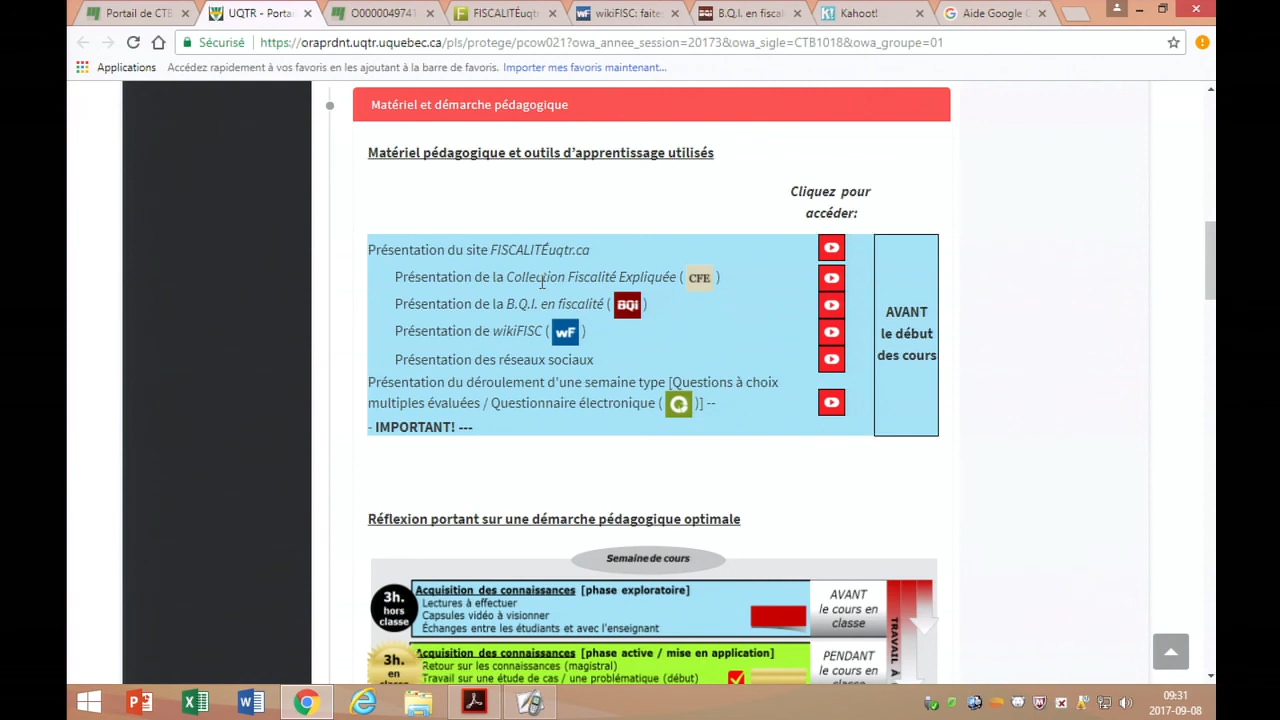 Portail de CTE
UQTR - Porta
O0000049741
FISCALITÉuqtr
wikiFISC: faites
B.Q.I. en fiscal
Kahoot!
Aide Google C
Sécurisé
https://oraprdnt.uqtr.uquebec.ca/pls/protege/pcow021?owa_annee_session=20173&owa_sigle=CTB1018&owa_groupe=01
Applications
Accédez rapidement à vos favoris en les ajoutant à la barre de favoris. Importer mes favoris maintenant...
Matériel et démarche pédagogique
Matériel pédagogique et outils d'apprentissage utilisés
Cliquez pour
accéder:
Présentation du site FISCALITÉuqtr.ca
Présentation de la Collection Fiscalité Expliquée ( CFE )
Présentation de la B.Q.I. en fiscalité ( BQi )
Présentation de wikiFISC ( wF )
Présentation des réseaux sociaux
Présentation du déroulement d'une semaine type [Questions à choix
multiples évaluées / Questionnaire électronique ( )] --
- IMPORTANT! ---
AVANT
le début
des cours
Réflexion portant sur une démarche pédagogique optimale
Semaine de cours
3h.
hors
classe
Acquisition des connaissances [phase exploratoire]
Lectures à effectuer
Capsules vidéo à visionner
Échanges entre les étudiants et avec l'enseignant
AVANT
le cours en
classe
3h.
en
Acquisition des connaissances [phase active / mise en application]
Retour sur les connaissances (magistral)
Travail sur une étude de cas / une problématique (début)
PENDANT
le cours en
TRAVAIL
09:31
2017-09-08